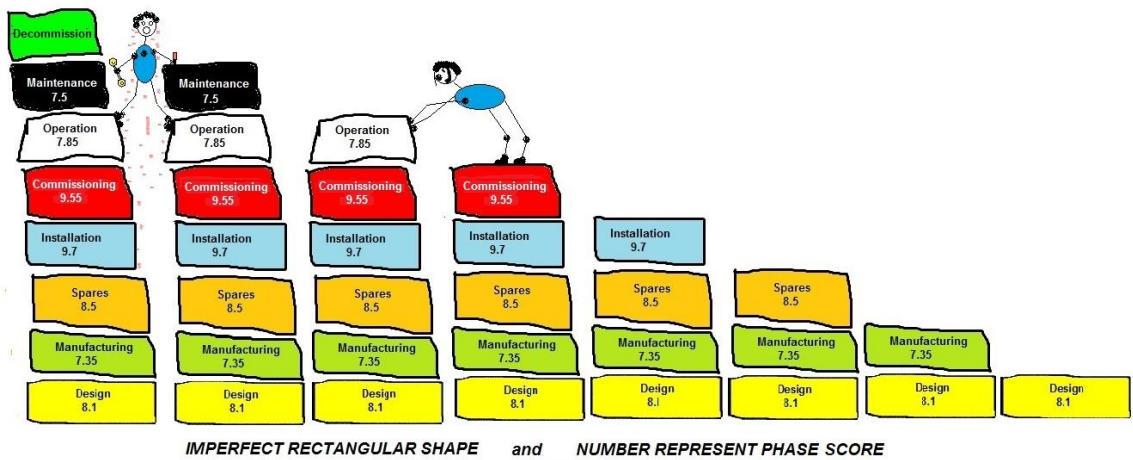 Decommission
Maintenance
7.5
Maintenance
7.5
Operation
7.85
Operation
7.85
Operation
7.85
Commissioning
9.55
Commissioning
9.55
Commissioning
9.55
Commissioning
9.55
Installation
9.7
Installation
9.7
Installation
9.7
Installation
9.7
Installation
9.7
Spares
8.5
Spares
8.5
Spares
8.5
Spares
8.5
Spares
8.5
Spares
8.5
Manufacturing
7.35
Manufacturing
7.35
Manufacturing
7.35
Manufacturing
7.35
Manufacturing
7.35
Manufacturing
7.35
Manufacturing
7.35
Design
8.1
Design
8.1
Design
8.1
Design
8.1
Design
8.1
Design
8.1
Design
8.1
Design
8.1
IMPERFECT RECTANGULAR SHAPE and NUMBER REPRESENT PHASE SCORE